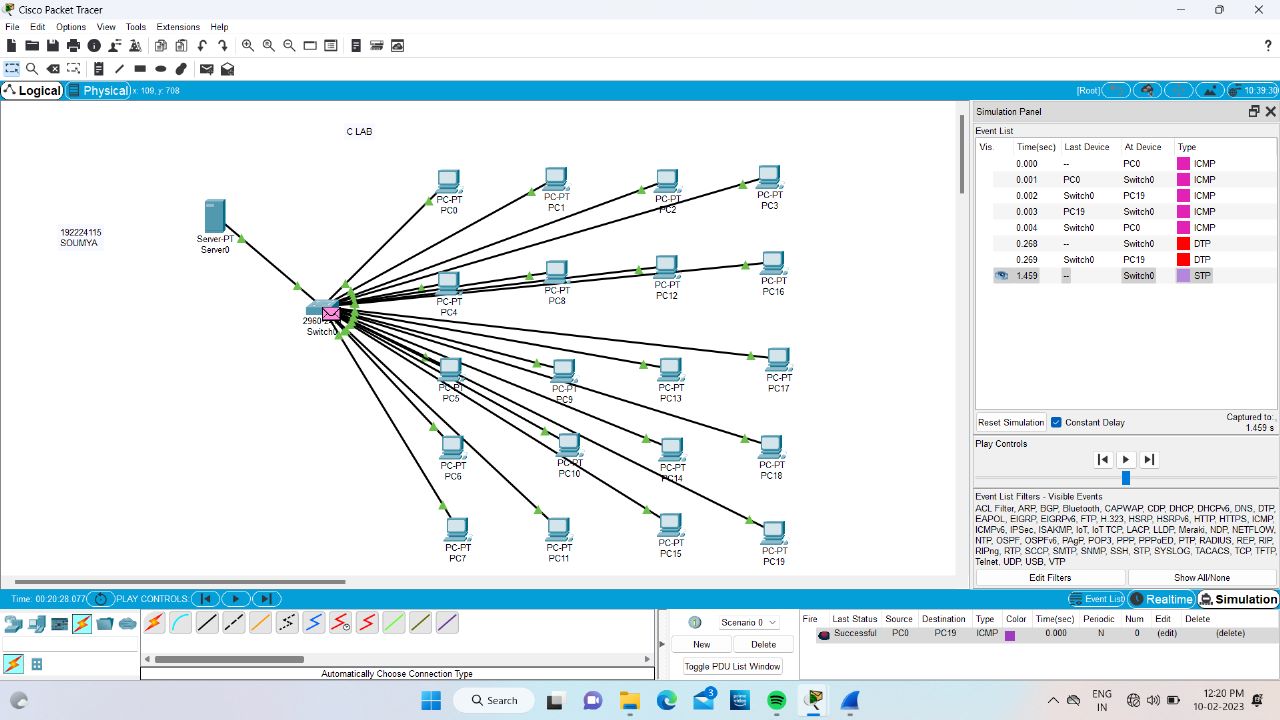 Cisco Packet Tracer
File Edit Options View Tools Extensions Help
Logical Physical x: 109, y: 708 [Root] 10:39:30
C LAB
192224115
SOUMYA
Server-PT
Server0
Switch0
PC-PT
PC0
PC-PT
PC1
PC-PT
PC2
PC-PT
PC3
PC-PT
PC4
PC-PT
PC8
PC-PT
PC12
PC-PT
PC16
PC-PT
PC5
PC-PT
PC9
PC-PT
PC13
PC-PT
PC17
PC-PT
PC6
PC-PT
PC10
PC-PT
PC14
PC-PT
PC18
PC-PT
PC7
PC-PT
PC11
PC-PT
PC15
PC-PT
PC19
Simulation Panel
Event List
Vis. Time(sec) Last Device At Device Type
0.000 -- PC0 ICMP
0.001 PC0 Switch0 ICMP
0.002 Switch0 PC19 ICMP
0.003 PC19 Switch0 ICMP
0.004 -- Switch0 ICMP
0.268 -- Switch0 DTP
0.269 Switch0 PC19 DTP
1.459 -- Switch0 STP
Reset Simulation Constant Delay Captured to:
1.459 s
Play Controls
Event List Filters - Visible Events
ACL Filter, ARP, BGP, Bluetooth, CAPWAP, CDP, DHCP, DHCPv6, DNS, DTP,
EAPOL, EIGRP, EIGRPv6, FTP, H.323, HSRP, HSRPv6, HTTP, HTTPS, ICMP,
ICMPv6, IPSec, ISAKMP, IoT, IoT TCP, LACP, LLDP, Meraki, NDP, NETFLOW,
NTP, OSPF, OSPFv6, PAgP, POP3, PPP, PPPoED, PTP, RADIUS, REP, RIP,
RIPng, RTP, SCCP, SMTP, SNMP, SSH, STP, SYSLOG, TACACS, TCP, TFTP,
Telnet, UDP, USB, VTP
Edit Filters Show All/None
Time: 00:20:28.077 PLAY CONTROLS: Event List Realtime Simulation
Scenario 0
New Delete
Toggle PDU List Window
Automatically Choose Connection Type
Fire Last Status Source Destination Type Color Time(sec) Periodic Num Edit Delete
Successful PC0 PC19 ICMP 0.000 N 0 (edit) (delete)
Search
3
prime video
ENG
IN
12:20 PM
10-02-2023